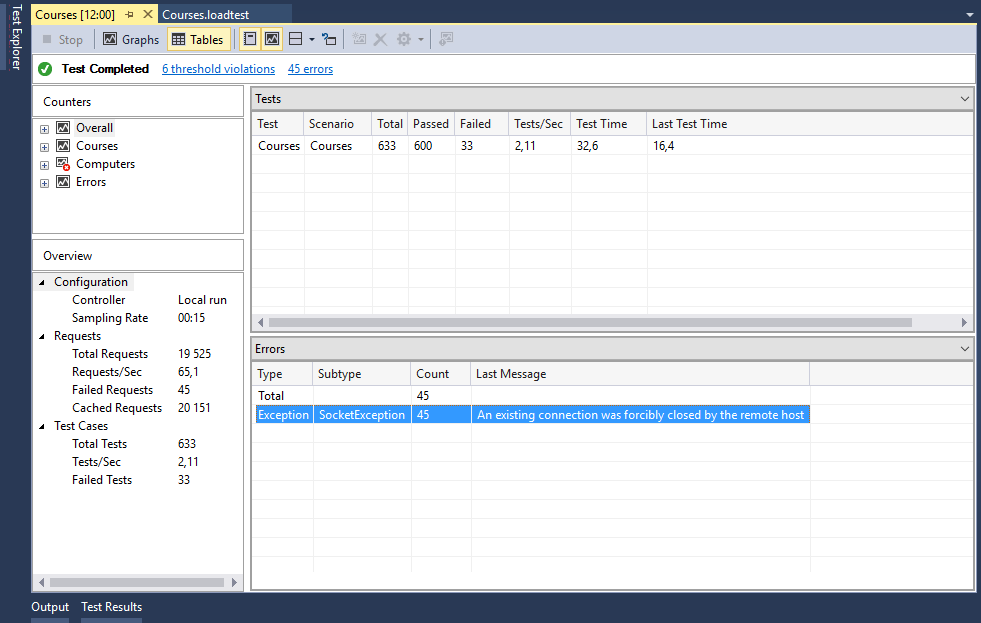 Test Explorer
Courses [12:00] Courses.loadtest
Stop Graphs Tables
Test Completed 6 threshold violations 45 errors
Counters
Overall
Courses
Computers
Errors
Overview
Configuration
Controller Local run
Sampling Rate 00:15
Requests
Total Requests 19 525
Requests/Sec 65,1
Failed Requests 45
Cached Requests 20 151
Test Cases
Total Tests 633
Tests/Sec 2,11
Failed Tests 33
Tests
Test Scenario Total Passed Failed Tests/Sec Test Time Last Test Time
Courses Courses 633 600 33 2,11 32,6 16,4
Errors
Type Subtype Count Last Message
Total 45
Exception SocketException 45 An existing connection was forcibly closed by the remote host
Output Test Results